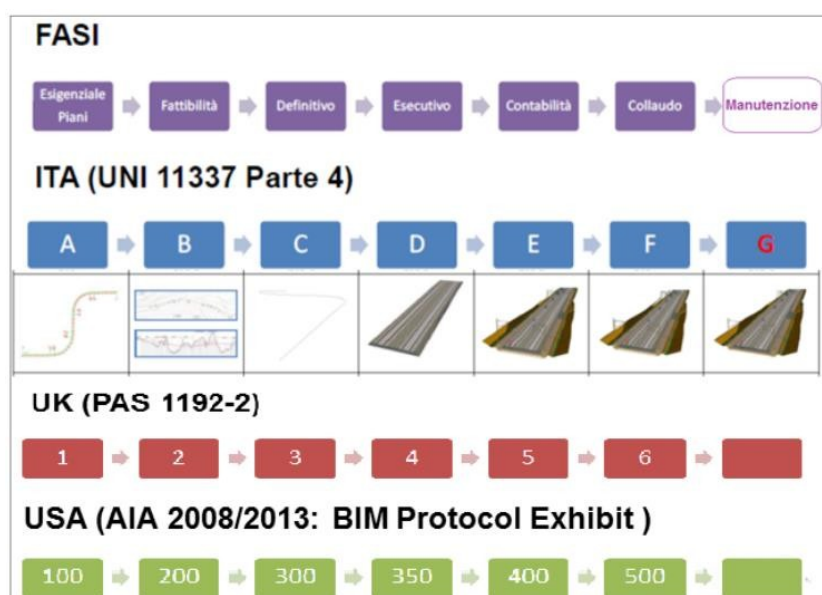 FASI
Esigenziale Piani Fattibilità Definitivo Esecutivo Contabilità Collaudo Manutenzione
ITA (UNI 11337 Parte 4)
A B C D E F G
UK (PAS 1192-2)
1 2 3 4 5 6
USA (AIA 2008/2013: BIM Protocol Exhibit )
100 200 300 350 400 500